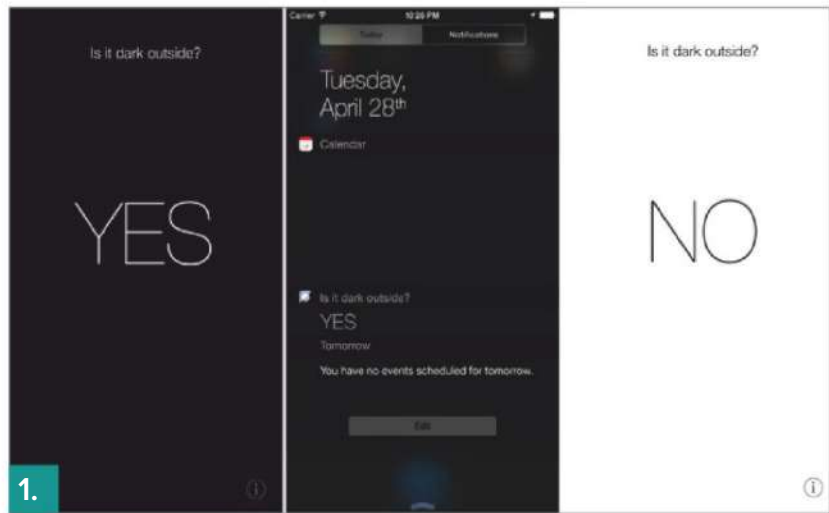 Is it dark outside?
YES
1.
Carrier
10:26 PM
Today
Notifications
Tuesday,
April 28th
Calendar
Is it dark outside?
YES
Tomorrow
You have no events scheduled for tomorrow.
Edit
Is it dark outside?
NO